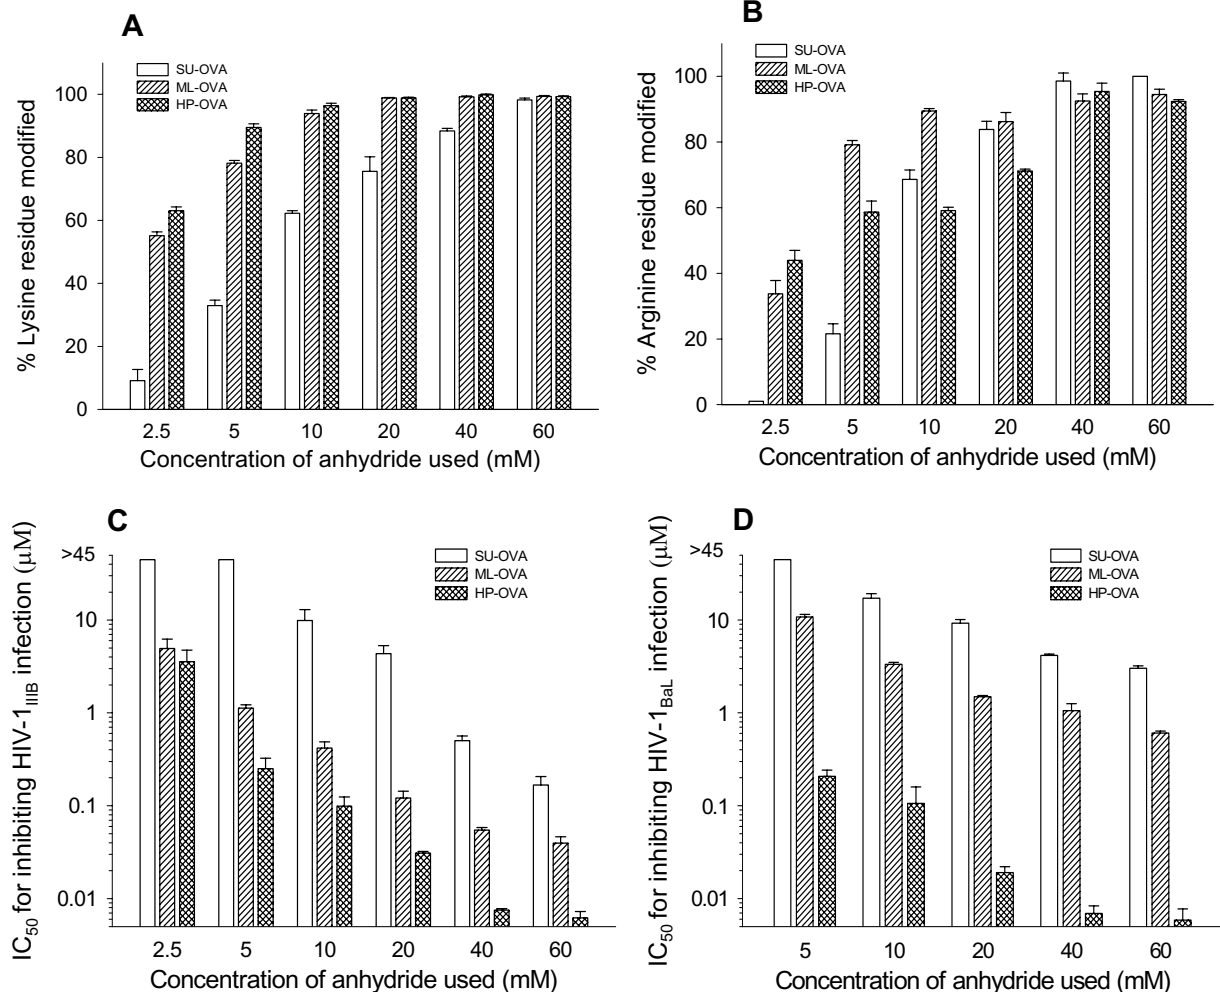 A
SU-OVA
ML-OVA
HP-OVA
% Lysine residue modified
100
80
60
40
20
0
2.5 5 10 20 40 60
Concentration of anhydride used (mM)
B
SU-OVA
ML-OVA
HP-OVA
% Arginine residue modified
100
80
60
40
20
0
2.5 5 10 20 40 60
Concentration of anhydride used (mM)
C
SU-OVA
ML-OVA
HP-OVA
IC50 for inhibiting HIV-1IIIB infection (μM)
>45
10
1
0.1
0.01
2.5 5 10 20 40 60
Concentration of anhydride used (mM)
D
SU-OVA
ML-OVA
HP-OVA
IC50 for inhibiting HIV-1BaL infection (μM)
>45
10
1
0.1
0.01
5 10 20 40 60
Concentration of anhydride used (mM)